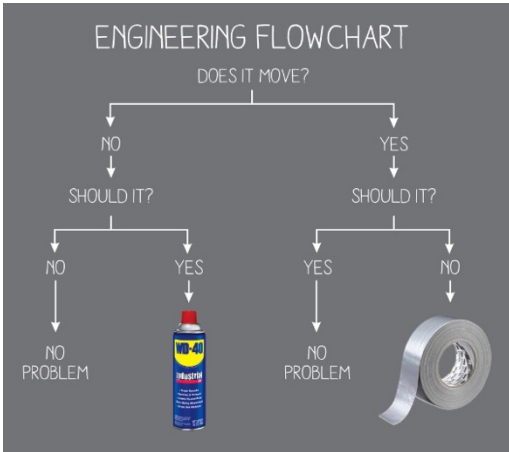 ENGINEERING FLOWCHART
DOES IT MOVE?
NO
YES
SHOULD IT?
SHOULD IT?
NO
YES
YES
NO
NO
PROBLEM
WD-40
Industrial
NO
PROBLEM